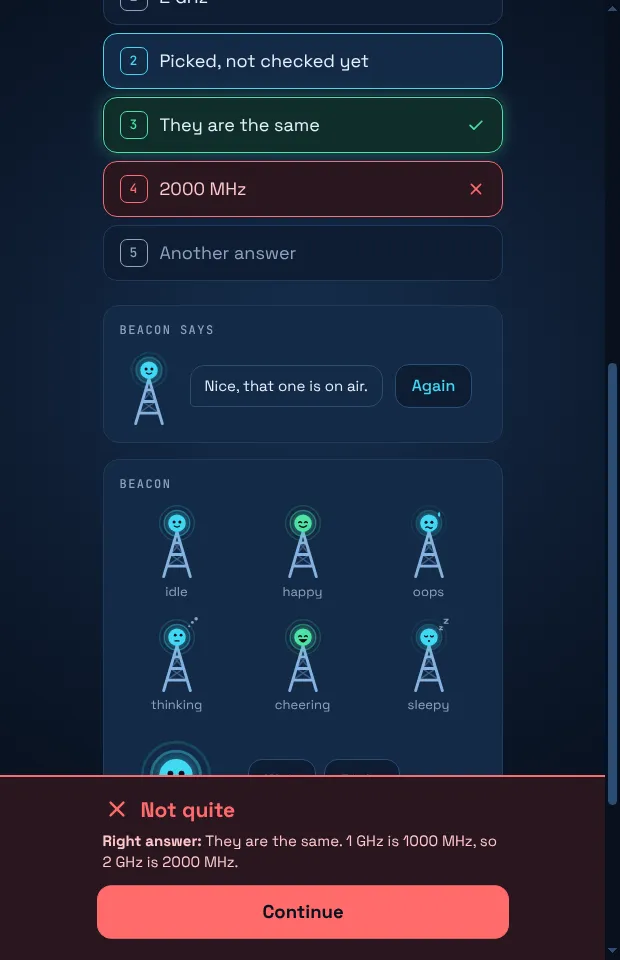 2 Picked, not checked yet
3 They are the same
4 2000 MHz
5 Another answer
BEACON SAYS
Nice, that one is on air.
Again
BEACON
idle happy oops
z
z
thinking cheering sleepy
Not quite
Right answer: They are the same. 1 GHz is 1000 MHz, so
2 GHz is 2000 MHz.
Continue